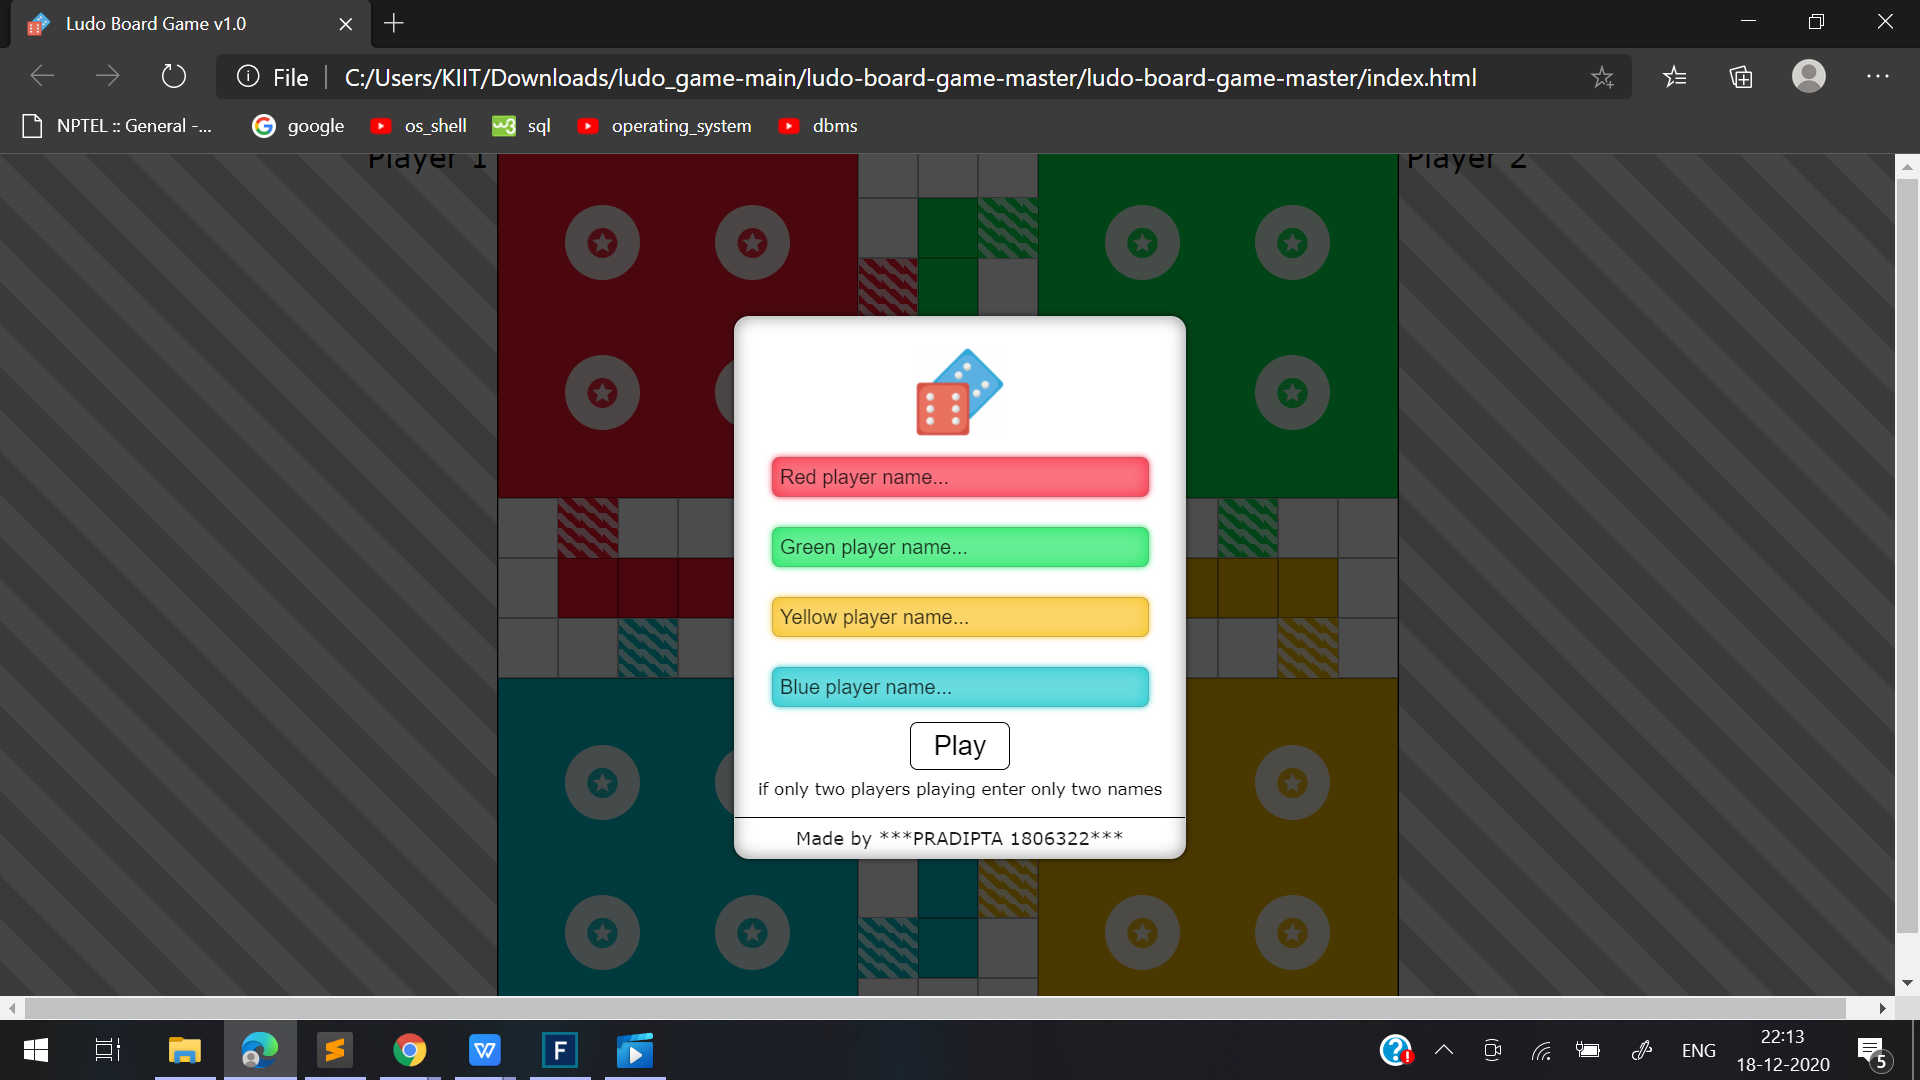 Ludo Board Game v1.0
File
C:/Users/KIIT/Downloads/ludo_game-main/ludo-board-game-master/ludo-board-game-master/index.html
NPTEL :: General -...
google
os_shell
sql
operating_system
dbms
Player 1
Player 2
Red player name...
Green player name...
Yellow player name...
Blue player name...
Play
if only two players playing enter only two names
Made by ***PRADIPTA 1806322***
ENG
22:13
18-12-2020
5